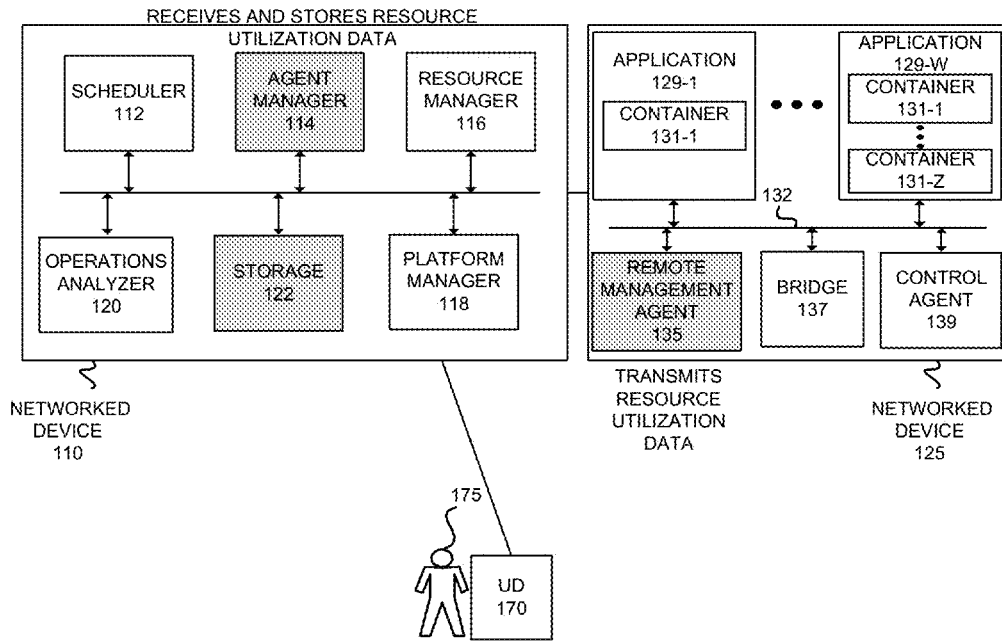 RECEIVES AND STORES RESOURCE
UTILIZATION DATA
SCHEDULER
112
AGENT
MANAGER
114
RESOURCE
MANAGER
116
OPERATIONS
ANALYZER
120
STORAGE
122
PLATFORM
MANAGER
118
NETWORKED
DEVICE
110
APPLICATION
129-1
CONTAINER
131-1
APPLICATION
129-W
CONTAINER
131-1
CONTAINER
131-Z
132
REMOTE
MANAGEMENT
AGENT
135
BRIDGE
137
CONTROL
AGENT
139
TRANSMITS
RESOURCE
UTILIZATION
DATA
NETWORKED
DEVICE
125
175
UD
170